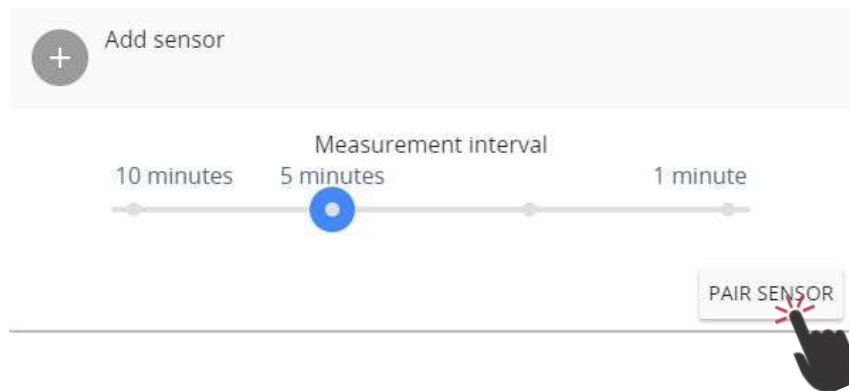 Add sensor
Measurement interval
10 minutes 5 minutes 1 minute
PAIR SENSOR